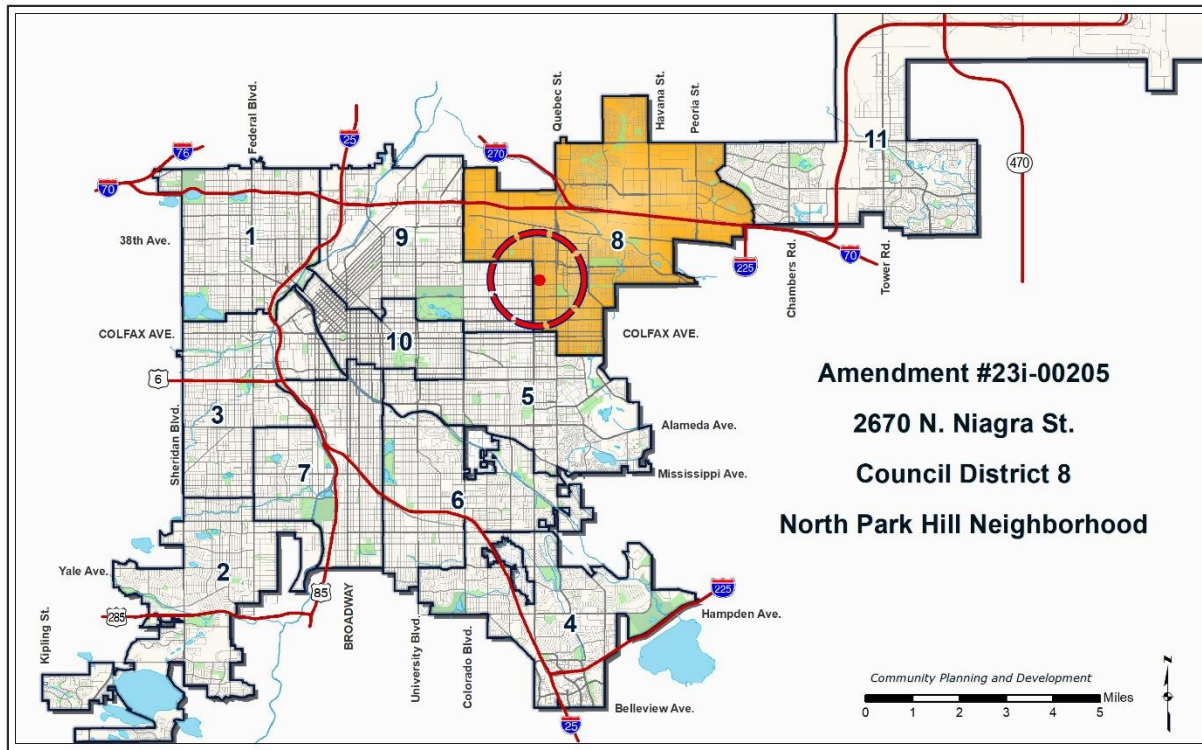 Federal Blvd.
Quebec St.
Havana St.
Peoria St.
25
76
270
11
470
70
38th Ave.
1
9
8
225
70
Chambers Rd.
Tower Rd.
COLFAX AVE.
10
COLFAX AVE.
6
Sheridan Blvd.
3
5
Alameda Ave.
Mississippi Ave.
7
6
Yale Ave.
2
285
85
BROADWAY
University Blvd.
Colorado Blvd.
4
225
Hampden Ave.
Kipling St.
25
Belleview Ave.
Amendment #23i-00205
2670 N. Niagra St.
Council District 8
North Park Hill Neighborhood
Community Planning and Development
Miles
0 1 2 3 4 5
N